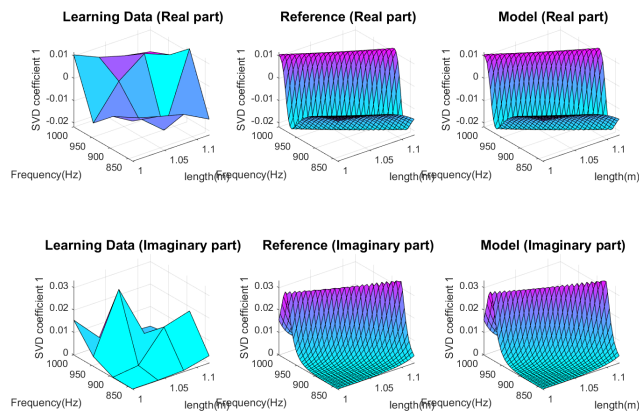 Learning Data (Real part)
Reference (Real part)
Model (Real part)
SVD coefficient 1
0.01
0
-0.01
-0.02
1000
950
900
850
Frequency(Hz)
1
1.05
1.1
length(m)
SVD coefficient 1
0.01
0
-0.01
-0.02
1000
950
900
850
Frequency(Hz)
1
1.05
1.1
length(m)
SVD coefficient 1
0.01
0
-0.01
-0.02
1000
950
900
850
Frequency(Hz)
1
1.05
1.1
length(m)
Learning Data (Imaginary part)
Reference (Imaginary part)
Model (Imaginary part)
SVD coefficient 1
0.03
0.02
0.01
0
1000
950
900
850
Frequency(Hz)
1
1.05
1.1
length(m)
SVD coefficient 1
0.03
0.02
0.01
0
1000
950
900
850
Frequency(Hz)
1
1.05
1.1
length(m)
SVD coefficient 1
0.03
0.02
0.01
0
1000
950
900
850
Frequency(Hz)
1
1.05
1.1
length(m)